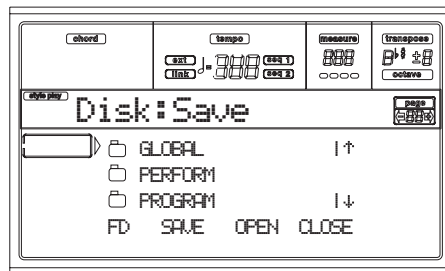 chord tempo measure transpose
ext link ♩= 388 seq 1 seq 2
octave
style play Disk:Save page
GLOBAL
PERFORM
PROGRAM
FD SAVE OPEN CLOSE